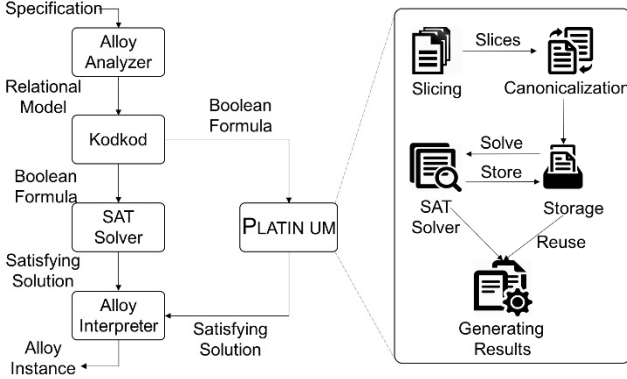 Specification
Alloy
Analyzer
Relational
Model
Kodkod
Boolean
Formula
Boolean
Formula
SAT
Solver
PLATIN UM
Satisfying
Solution
Alloy
Interpreter
Satisfying
Solution
Alloy
Instance
Slices
Slicing
Canonicalization
Solve
Store
SAT
Solver
Storage
Reuse
Generating
Results